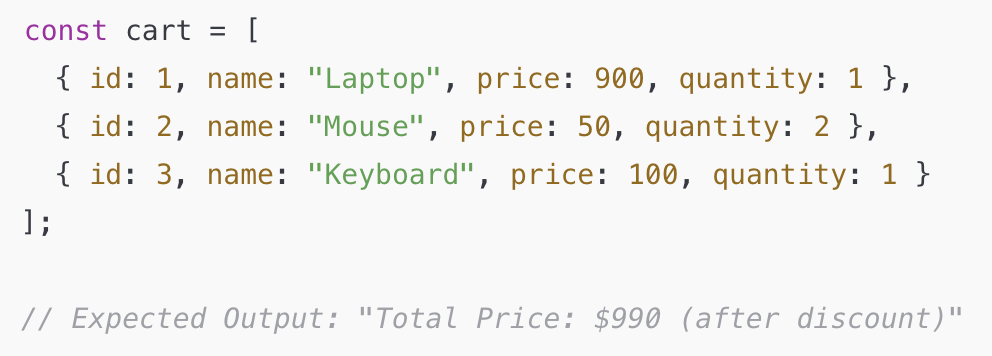 const cart = [
  { id: 1, name: "Laptop", price: 900, quantity: 1 },
  { id: 2, name: "Mouse", price: 50, quantity: 2 },
  { id: 3, name: "Keyboard", price: 100, quantity: 1 }
];
// Expected Output: "Total Price: $990 (after discount)"